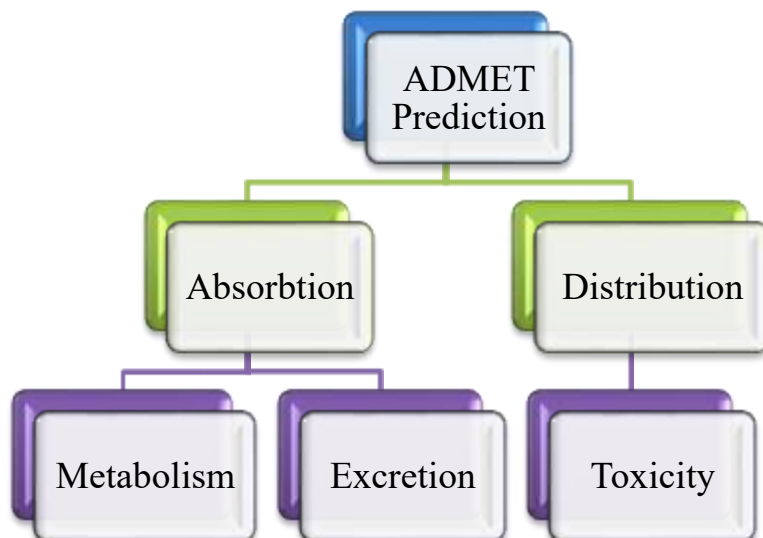 ADMET
Prediction
Absorbtion
Distribution
Metabolism
Excretion
Toxicity